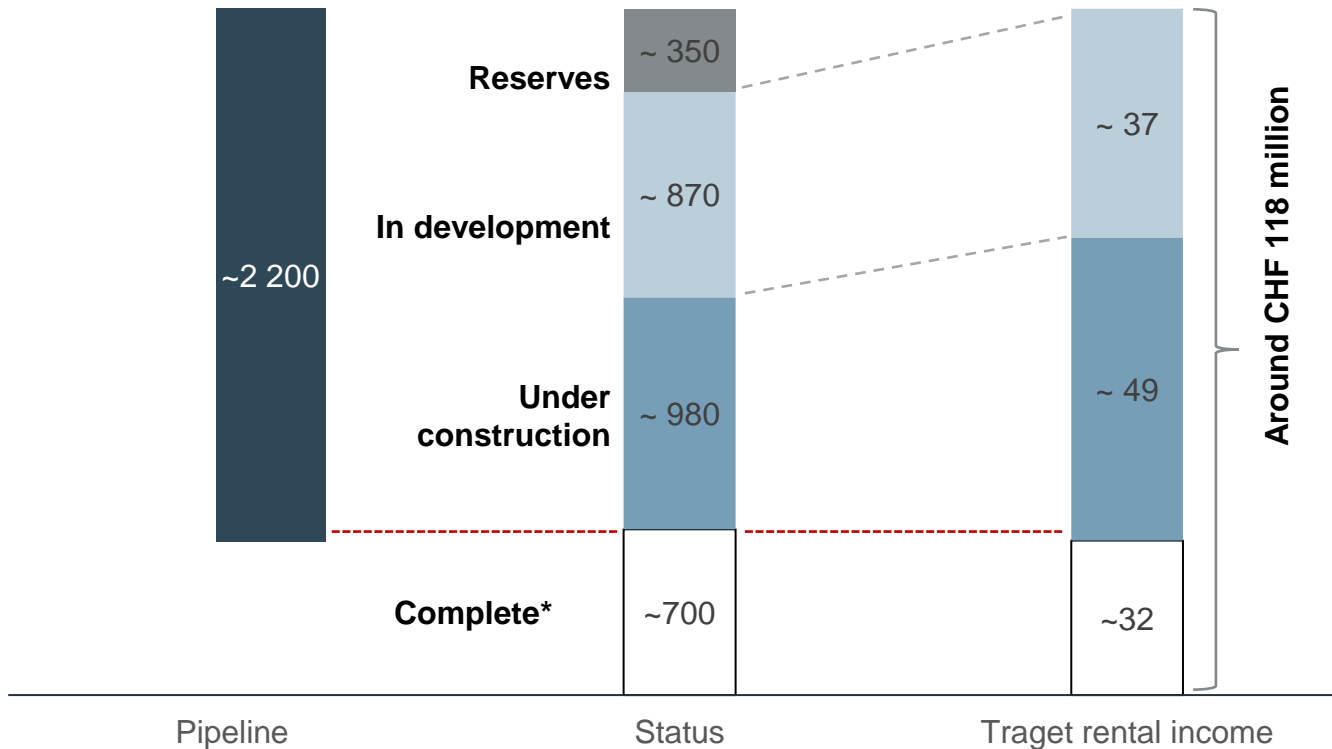 ~ 350
Reserves
~ 37
~ 870
In development
~2 200
Around CHF 118 million
~ 49
Under
construction
~ 980
Complete*
~700
~32
Pipeline
Status
Traget rental income